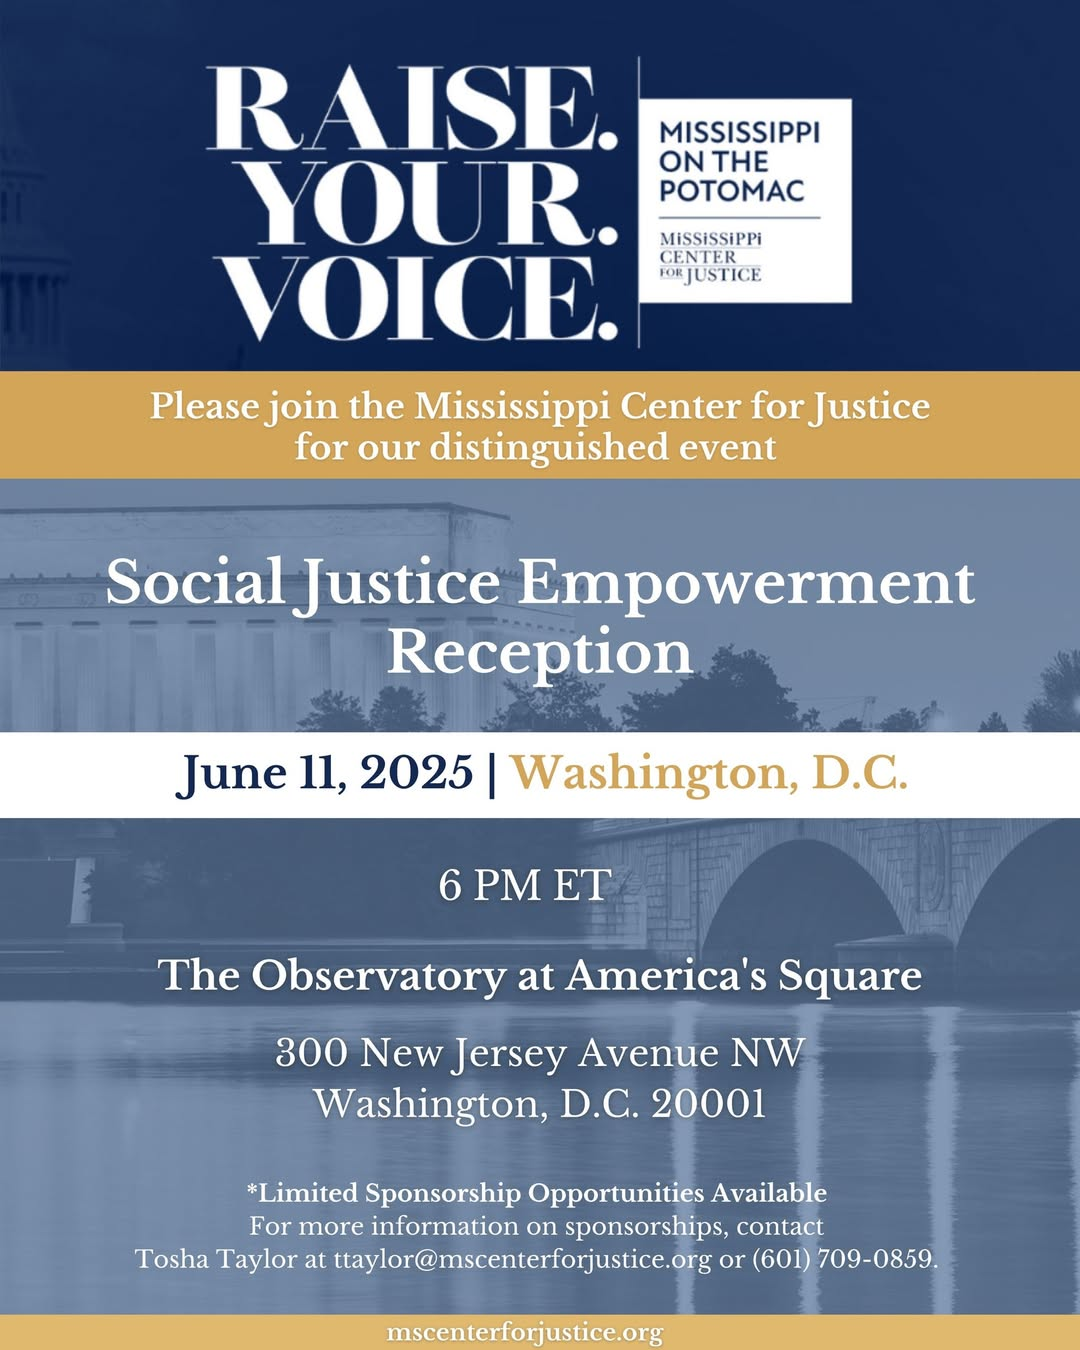 RAISE.
YOUR.
VOICE.
MISSISSIPPI
ON THE
POTOMAC
MiSSiSSiPPi
CENTER
FOR JUSTICE
Please join the Mississippi Center for Justice
for our distinguished event
Social Justice Empowerment
Reception
June 11, 2025 | Washington, D.C.
6 PM ET
The Observatory at America's Square
300 New Jersey Avenue NW
Washington, D.C. 20001
*Limited Sponsorship Opportunities Available
For more information on sponsorships, contact
Tosha Taylor at ttaylor@mscenterforjustice.org or (601) 709-0859.
mscenterforjustice.org